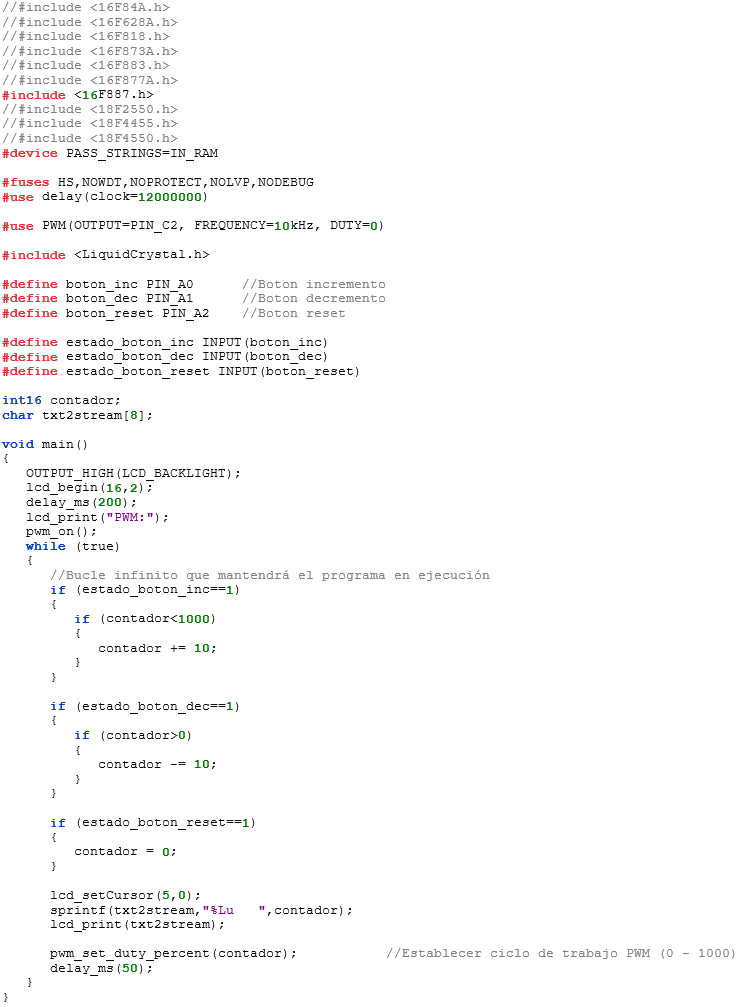 //#include <16F84A.h>
//#include <16F628A.h>
//#include <16F818.h>
//#include <16F873A.h>
//#include <16F883.h>
//#include <16F877A.h>
#include <16F887.h>
//#include <18F2550.h>
//#include <18F4455.h>
//#include <18F4550.h>
#device PASS_STRINGS=IN_RAM
#fuses HS,NOWDT,NOPROTECT,NOLVP,NODEBUG
#use delay(clock=12000000)
#use PWM(OUTPUT=PIN_C2, FREQUENCY=10kHz, DUTY=0)
#include <LiquidCrystal.h>
#define boton_inc PIN_A0      //Boton incremento
#define boton_dec PIN_A1      //Boton decremento
#define boton_reset PIN_A2    //Boton reset
#define estado_boton_inc INPUT(boton_inc)
#define estado_boton_dec INPUT(boton_dec)
#define estado_boton_reset INPUT(boton_reset)
int16 contador;
char txt2stream[8];
void main()
{
   OUTPUT_HIGH(LCD_BACKLIGHT);
   lcd_begin(16,2);
   delay_ms(200);
   lcd_print("PWM:");
   pwm_on();
   while (true)
   {
      //Bucle infinito que mantendrá el programa en ejecución
      if (estado_boton_inc==1)
      {
         if (contador<1000)
         {
            contador += 10;
         }
      }
      if (estado_boton_dec==1)
      {
         if (contador>0)
         {
            contador -= 10;
         }
      }
      if (estado_boton_reset==1)
      {
         contador = 0;
      }
      lcd_setCursor(5,0);
      sprintf(txt2stream,"%Lu   ",contador);
      lcd_print(txt2stream);
      pwm_set_duty_percent(contador);           //Establecer ciclo de trabajo PWM (0 - 1000)
      delay_ms(50);
   }
}